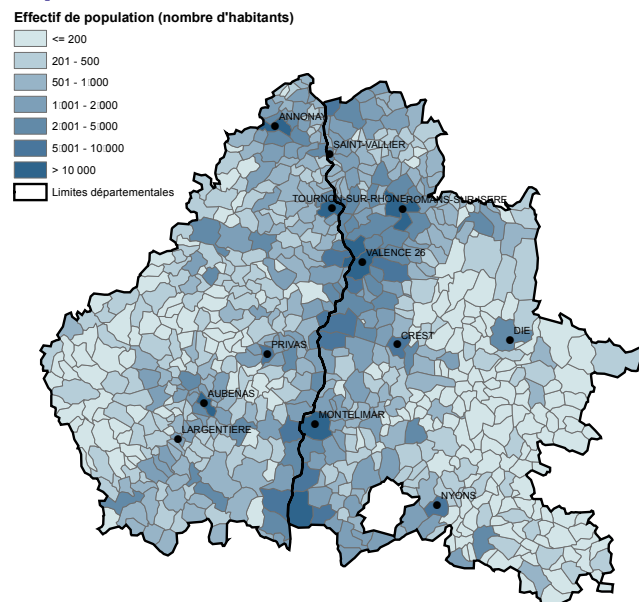 Effectif de population (nombre d'habitants)
<= 200
201 - 500
501 - 1'000
1'001 - 2'000
2'001 - 5'000
5'001 - 10'000
> 10 000
Limites départementales
ANNONAY
SAINT-VALLIER
TOURNON-SUR-RHONE
ROMANS-SUR-ISERE
VALENCE 26
PRIVAS
CREST
DIE
AUBENAS
LARGENTIERE
MONTELIMAR
NYONS